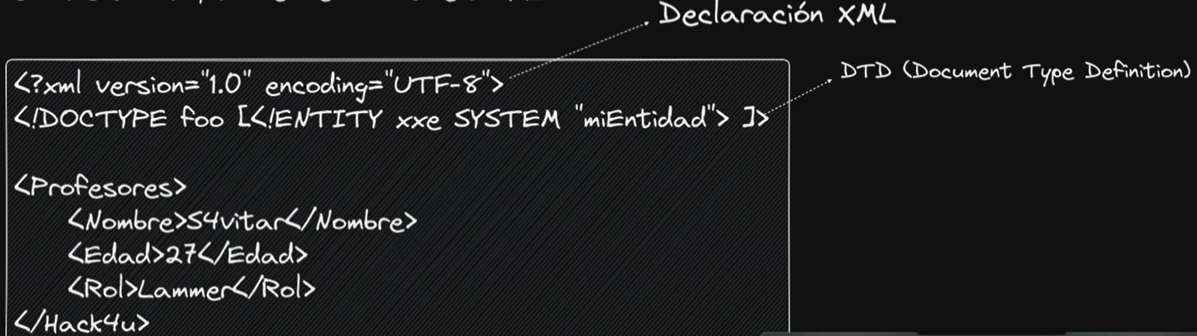 Declaración XML
<?xml version="1.0" encoding="UTF-8">
DTD (Document Type Definition)
<!DOCTYPE foo [<!ENTITY xxe SYSTEM "miEntidad"> ]>
<Profesores>
<Nombre>S4vitar</Nombre>
<Edad>27</Edad>
<Rol>Lammer</Rol>
</Hack4u>